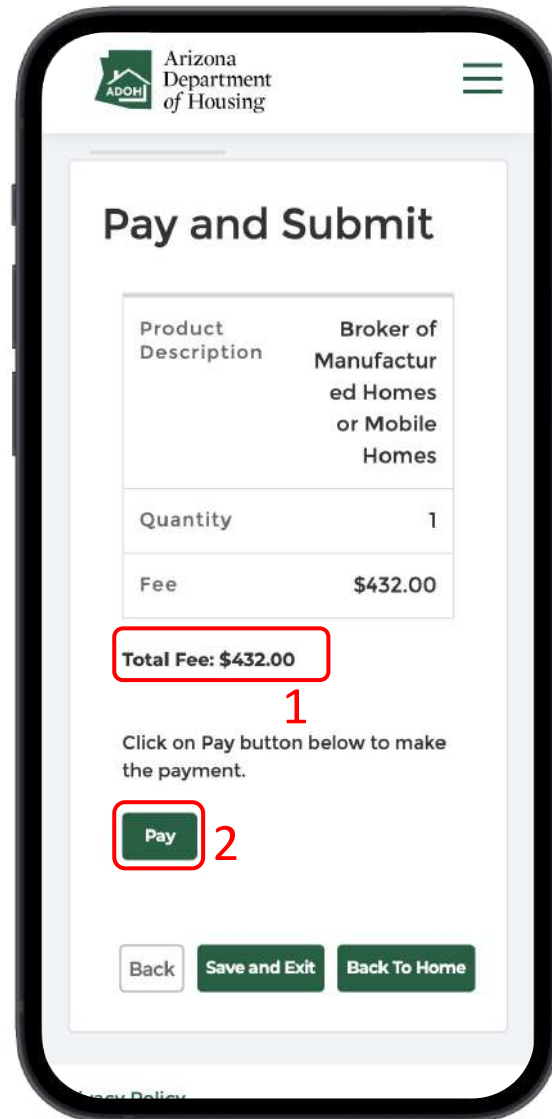 Arizona
Department
of Housing
ADOH
Pay and Submit
Product Broker of
Description Manufactur
ed Homes
or Mobile
Homes
Quantity 1
Fee $432.00
Total Fee: $432.00
1
Click on Pay button below to make
the payment.
Pay 2
Back Save and Exit Back To Home
Policy